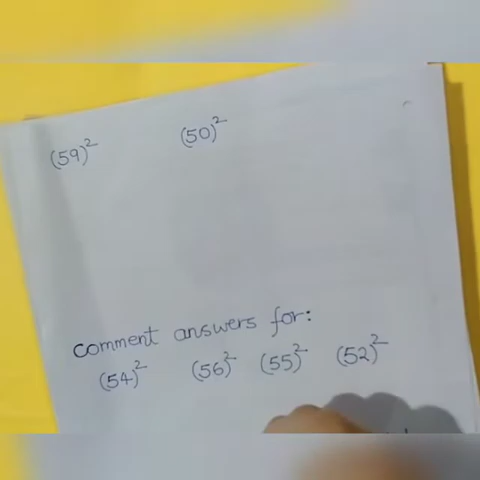 (59)² (50)²
comment answers for:
(54)² (56)² (55)² (52)²